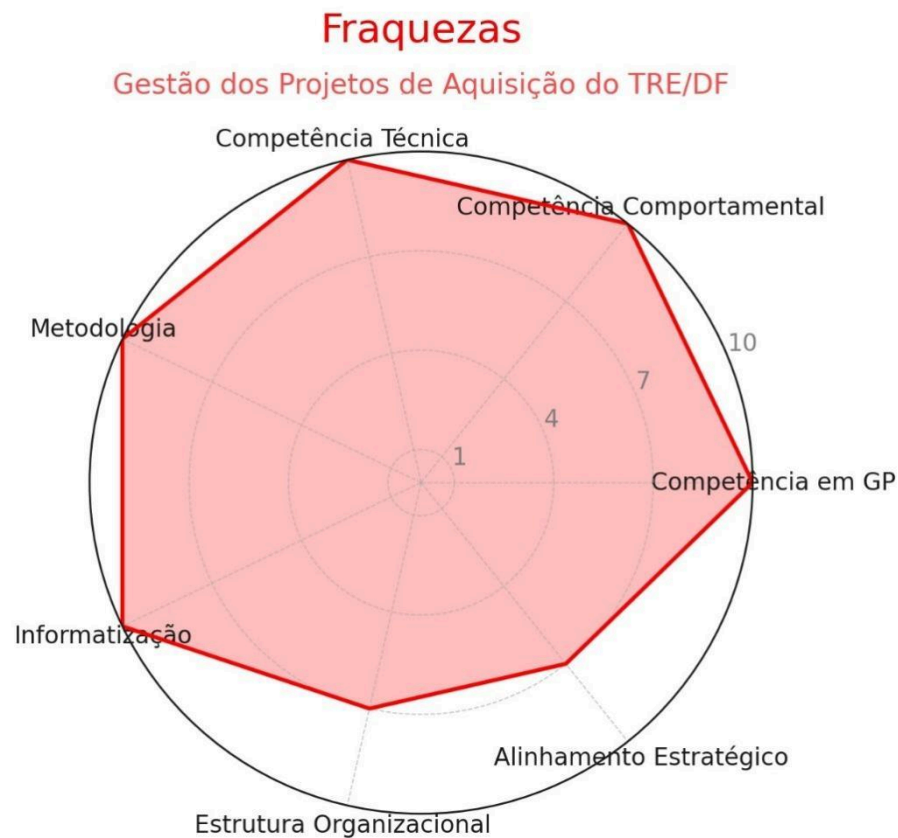 Fraquezas
Gestão dos Projetos de Aquisição do TRE/DF
Competência Técnica
Competência Comportamental
Metodologia
10
7
4
1
Competência em GP
Informatização
Alinhamento Estratégico
Estrutura Organizacional